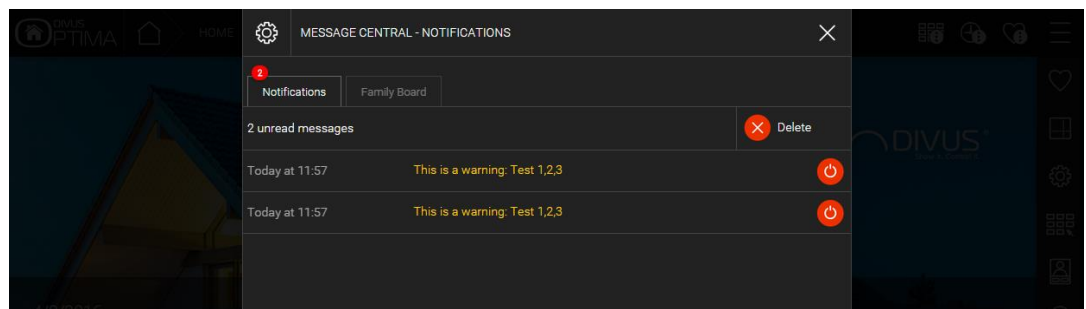 DIVUS
PTIMA
HOME
MESSAGE CENTRAL - NOTIFICATIONS
2
Notifications
Family Board
2 unread messages
Delete
Today at 11:57
This is a warning: Test 1,2,3
Today at 11:57
This is a warning: Test 1,2,3
DIVUS